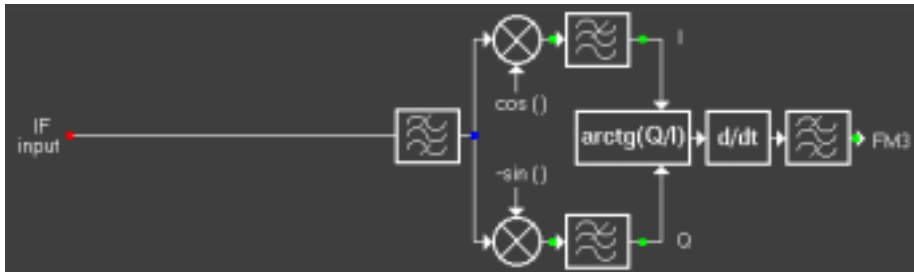 IF
input
cos ()
I
arctg(Q/I)
d/dt
FM3
-sin ()
Q